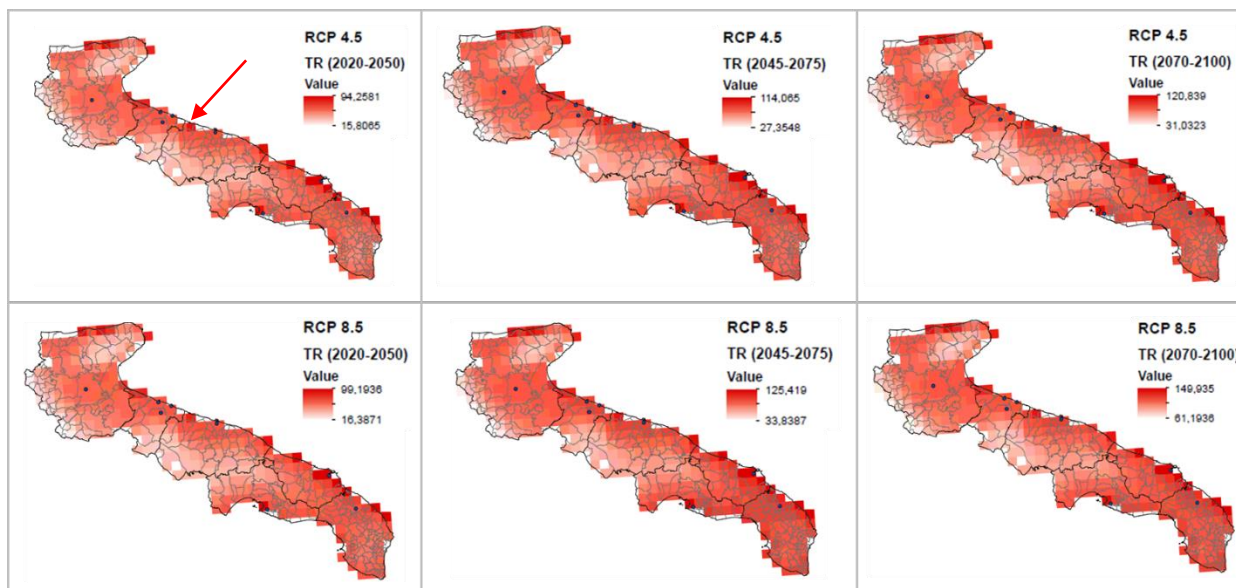 RCP 4.5
TR (2020-2050)
Value
94,2581
15,8065
RCP 4.5
TR (2045-2075)
Value
114,065
27,3548
RCP 4.5
TR (2070-2100)
Value
120,839
31,0323
RCP 8.5
TR (2020-2050)
Value
99,1936
16,3871
RCP 8.5
TR (2045-2075)
Value
125,419
33,8387
RCP 8.5
TR (2070-2100)
Value
149,935
61,1936